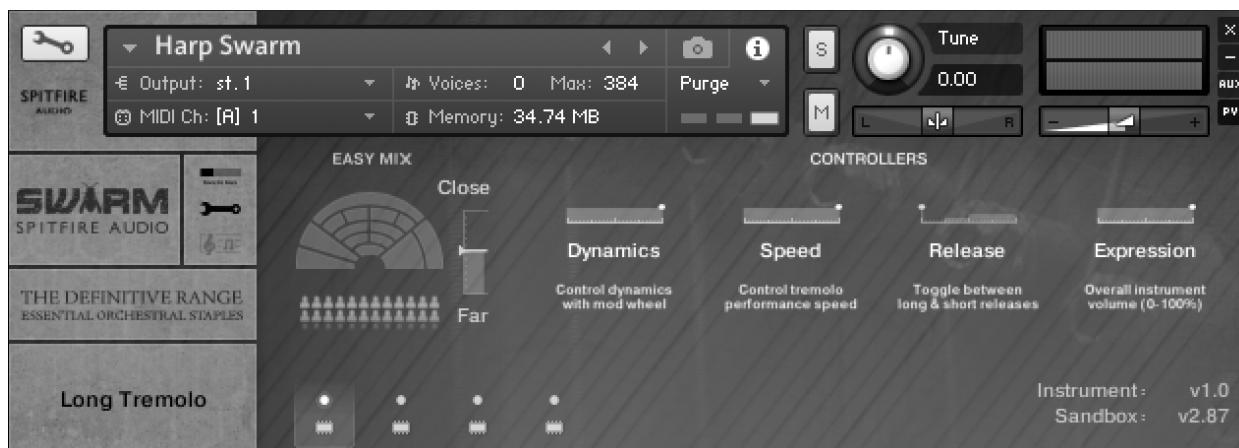 Harp Swarm
S
Tune
X
SPITFIRE
AUDIO
Output: st.1
Voices: 0 Max: 384
Purge
0.00
AUX
MIDI Ch: [A] 1
Memory: 34.74 MB
M
L
R
PV
EASY MIX
CONTROLLERS
SWARM
SPITFIRE AUDIO
Close
Far
Dynamics
Control dynamics
with mod wheel
Speed
Control tremolo
performance speed
Release
Toggle between
long & short releases
Expression
Overall instrument
volume (0-100%)
THE DEFINITIVE RANGE
ESSENTIAL ORCHESTRAL STAPLES
Long Tremolo
Instrument: v1.0
Sandbox: v2.87